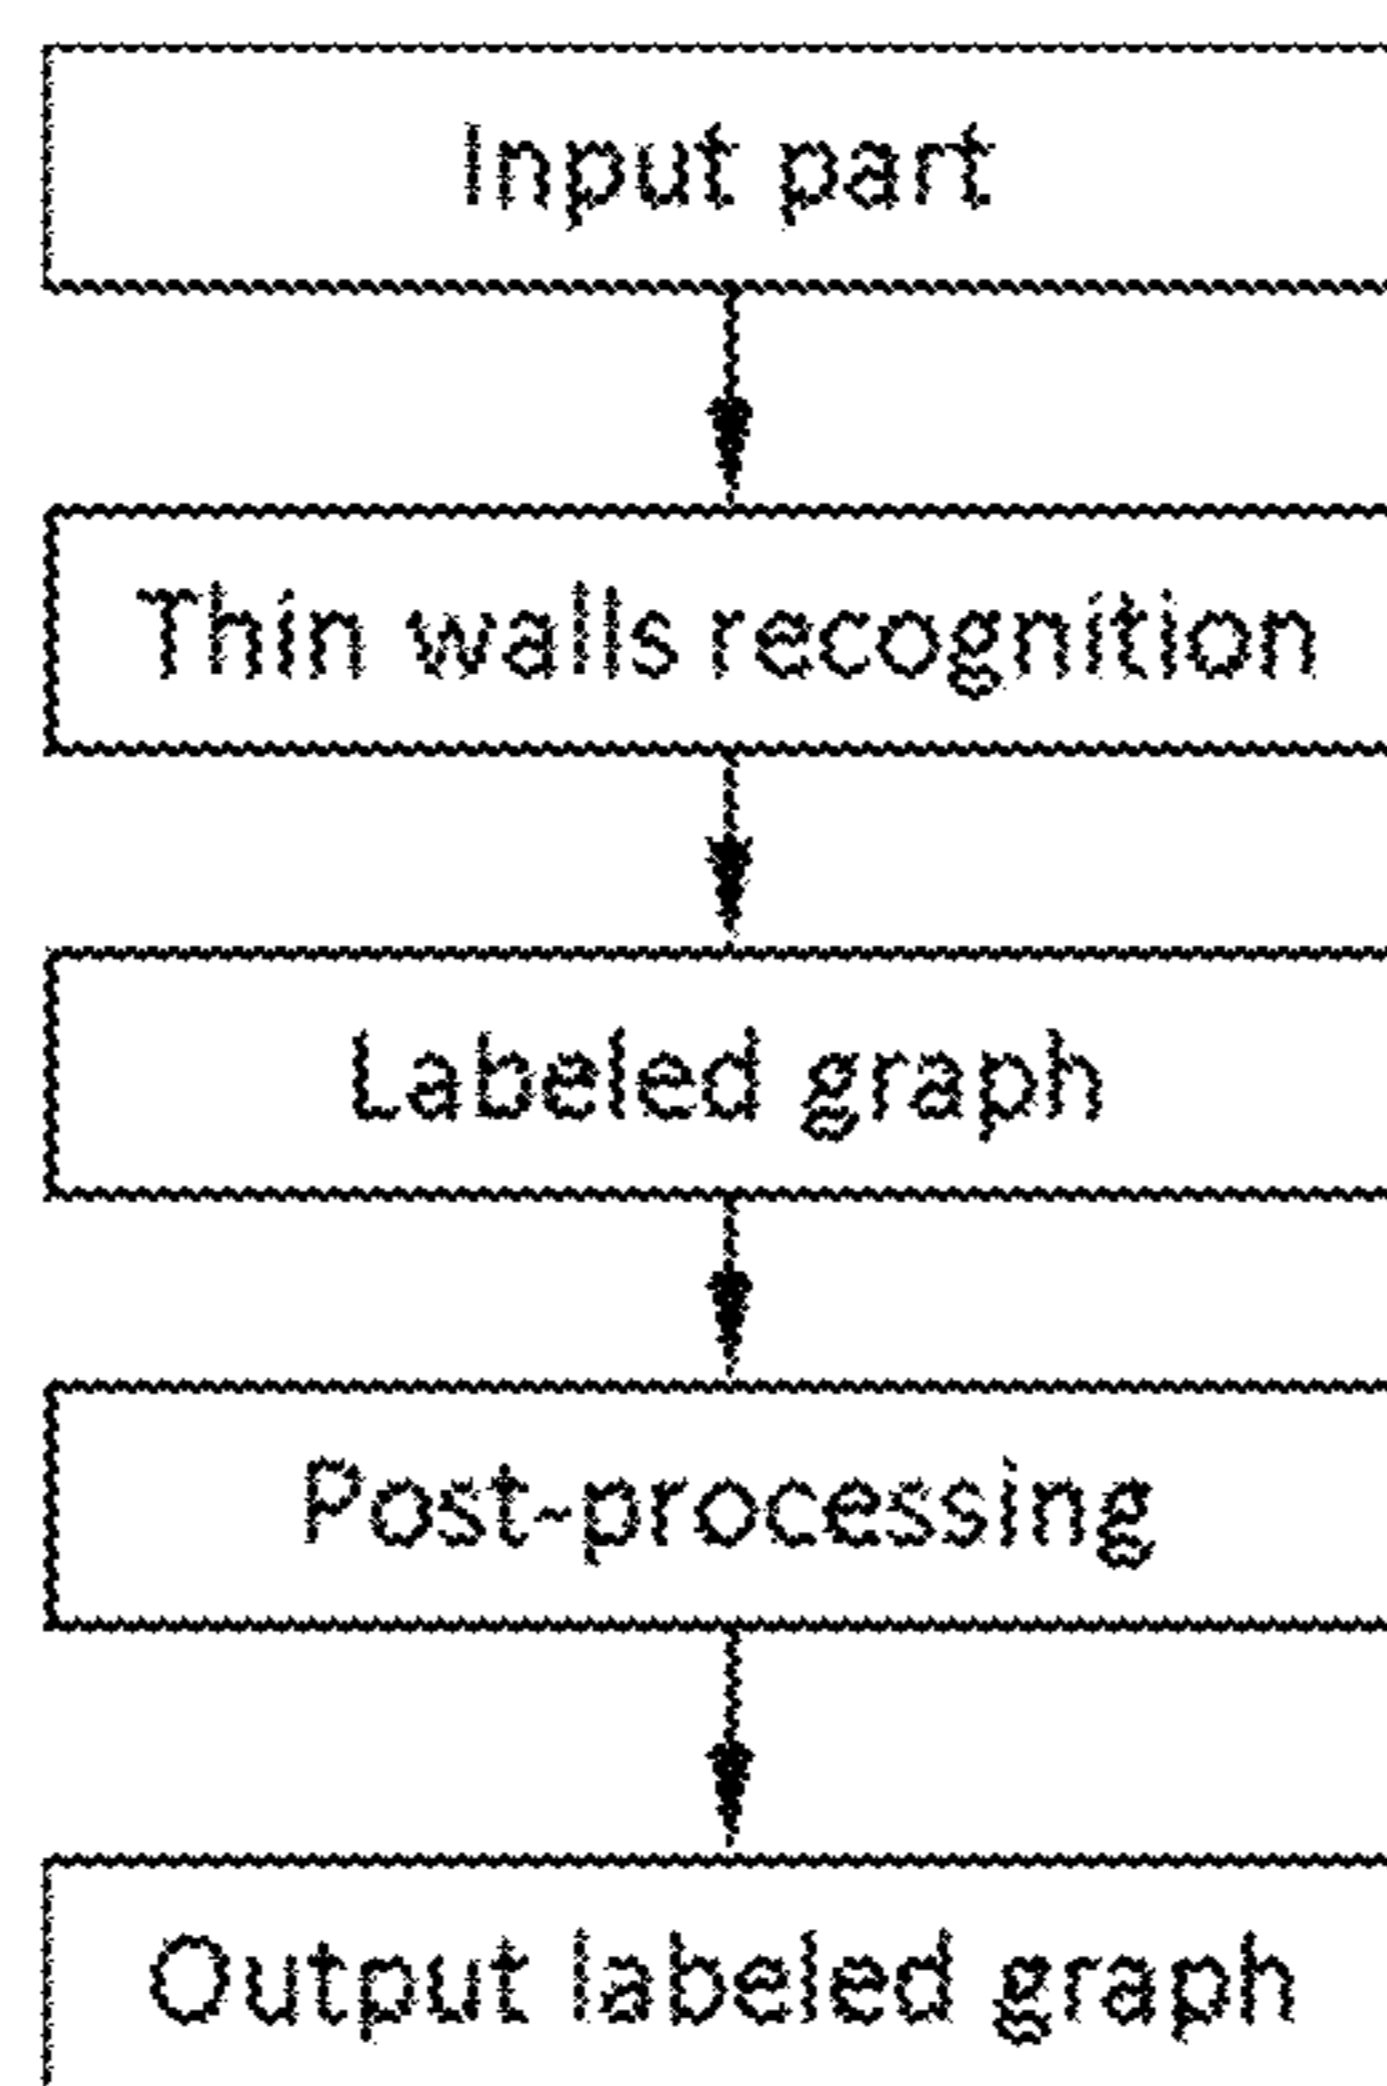 Input part
Thin walls recognition
Labeled graph
Post-processing
Output labeled graph